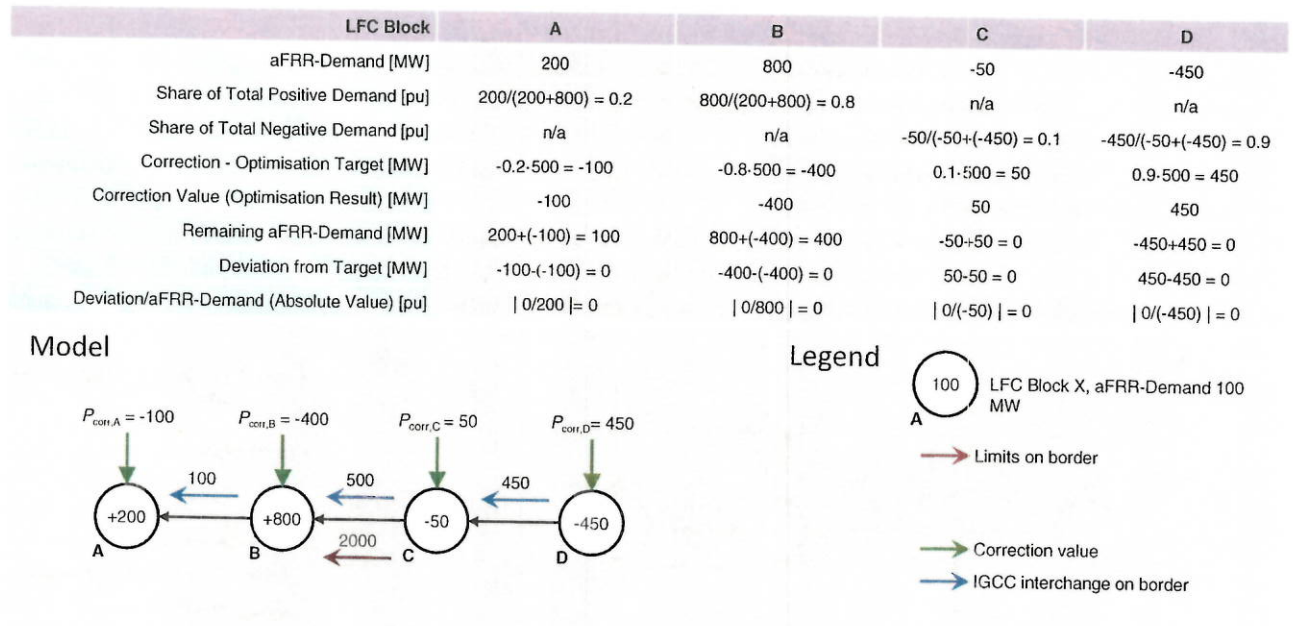 LFC Block A B C D
aFRR-Demand [MW] 200 800 -50 -450
Share of Total Positive Demand [pu] 200/(200+800) = 0.2 800/(200+800) = 0.8 n/a n/a
Share of Total Negative Demand [pu] n/a n/a -50/(-50+(-450) = 0.1 -450/(-50+(-450) = 0.9
Correction - Optimisation Target [MW] -0.2·500 = -100 -0.8·500 = -400 0.1·500 = 50 0.9·500 = 450
Correction Value (Optimisation Result) [MW] -100 -400 50 450
Remaining aFRR-Demand [MW] 200+(-100) = 100 800+(-400) = 400 -50+50 = 0 -450+450 = 0
Deviation from Target [MW] -100-(-100) = 0 -400-(-400) = 0 50-50 = 0 450-450 = 0
Deviation/aFRR-Demand (Absolute Value) [pu] | 0/200 |= 0 | 0/800 | = 0 | 0/(-50) | = 0 | 0/(-450) | = 0
Model
Pcorr,A = -100 Pcorr,B = -400 Pcorr,C = 50 Pcorr,D= 450
100 500 450
+200 +800 -50 -450
2000
A B C D
Legend
100
A
LFC Block X, aFRR-Demand 100
MW
Limits on border
Correction value
IGCC interchange on border